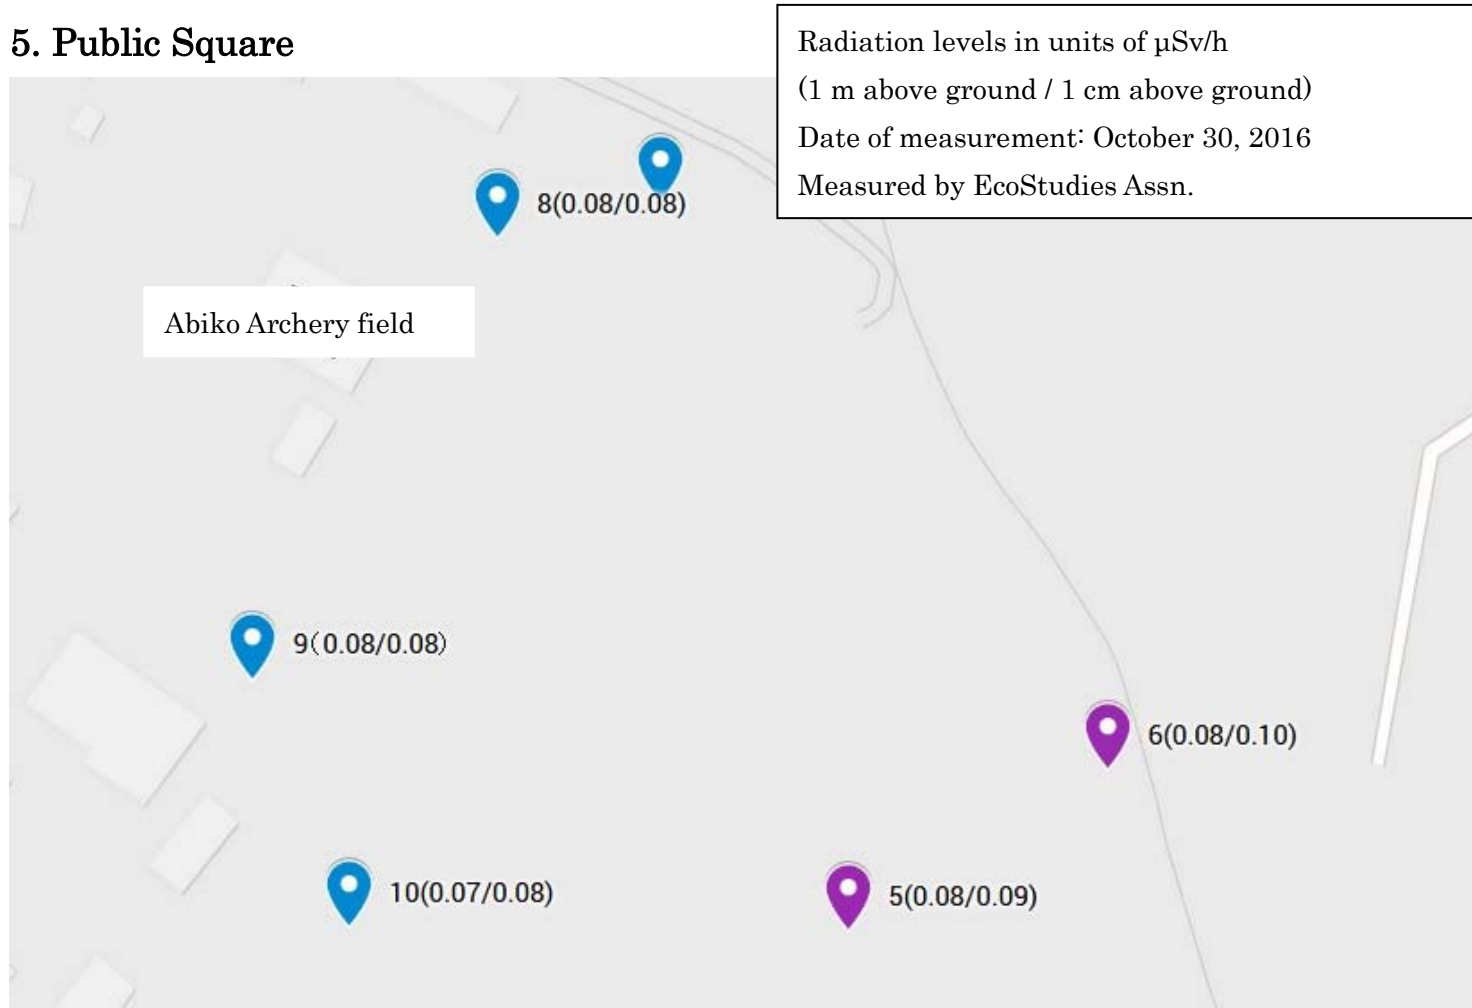 5. Public Square
Radiation levels in units of µSv/h
(1 m above ground / 1 cm above ground)
Date of measurement: October 30, 2016
Measured by EcoStudies Assn.
8(0.08/0.08)
Abiko Archery field
9（0.08/0.08）
6(0.08/0.10)
10(0.07/0.08)
5(0.08/0.09)